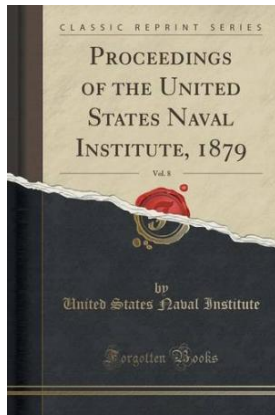 CLASSIC REPRINT SERIES
PROCEEDINGS
OF THE UNITED
STATES NAVAL
INSTITUTE, 1879
Vol. 8
by
United States Naval Institute
Forgotten Books